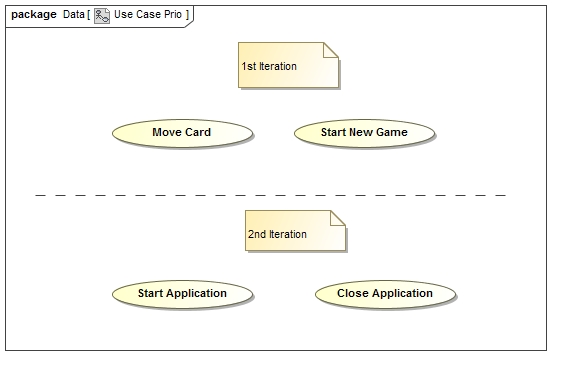 package Data [ Use Case Prio ]
1st Iteration
Move Card Start New Game
2nd Iteration
Start Application Close Application